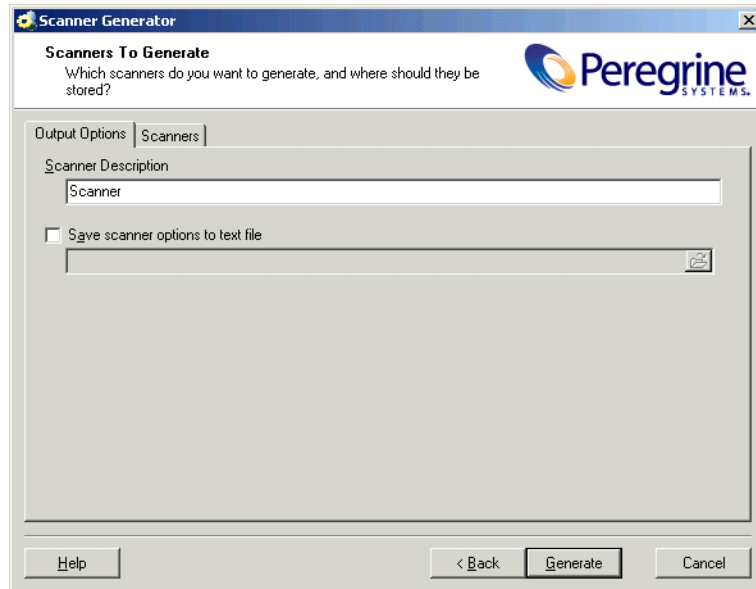 Scanner Generator
Scanners To Generate
Which scanners do you want to generate, and where should they be
stored?
Peregrine
SYSTEMS.
Output Options
Scanners
Scanner Description
Scanner
Save scanner options to text file
Help
< Back
Generate
Cancel